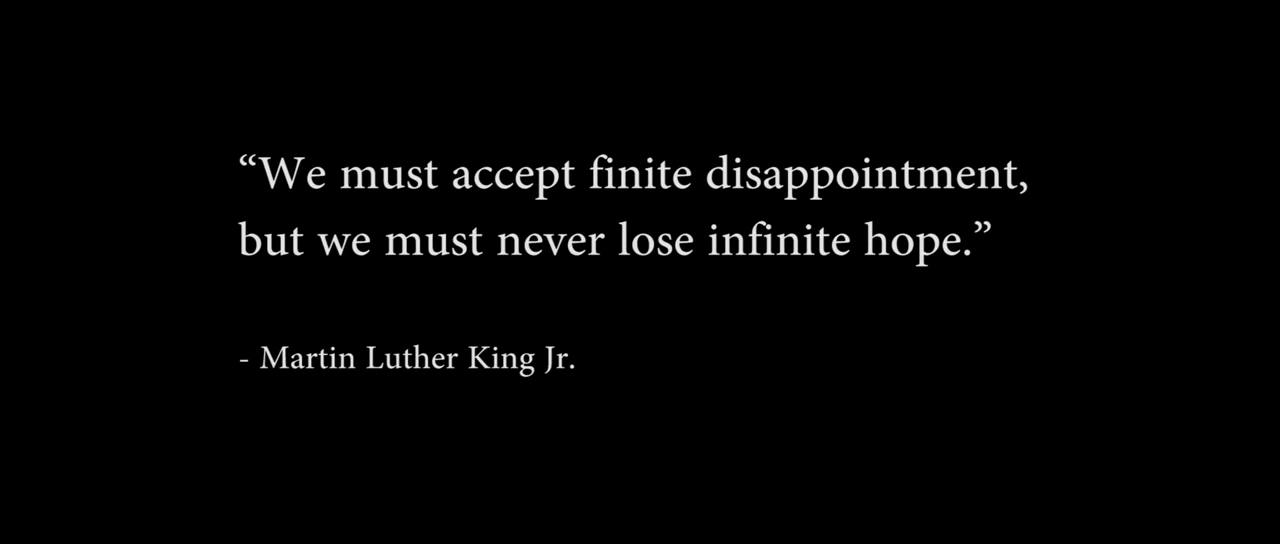 “We must accept finite disappointment,
but we must never lose infinite hope.”
- Martin Luther King Jr.